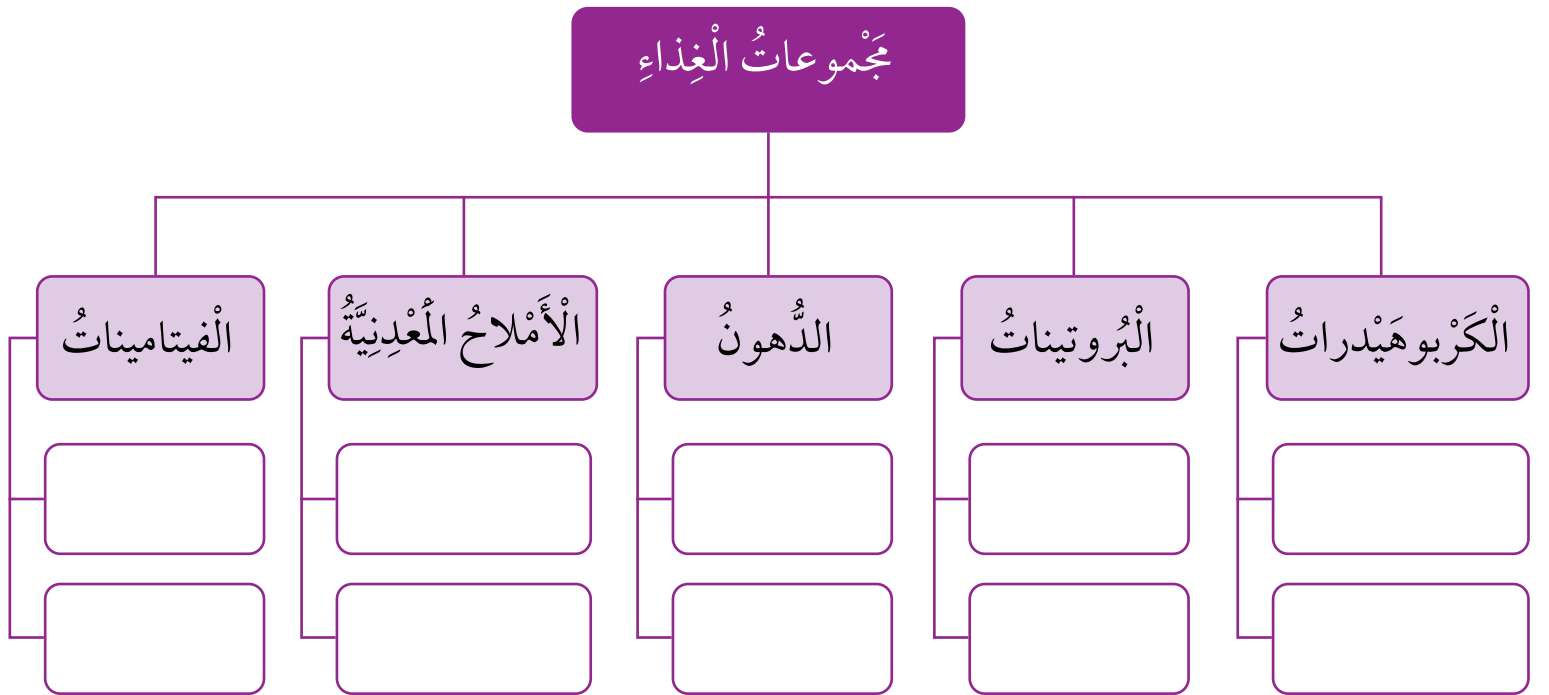 مَجْموعاتُ الْغِذاءِ
الْكَرْبوهَيْدراتُ
الْبُروتيناتُ
الدُّهونُ
الْأَمْلاحُ الْمَعْدِنِيَّةُ
الْفيتاميناتُ